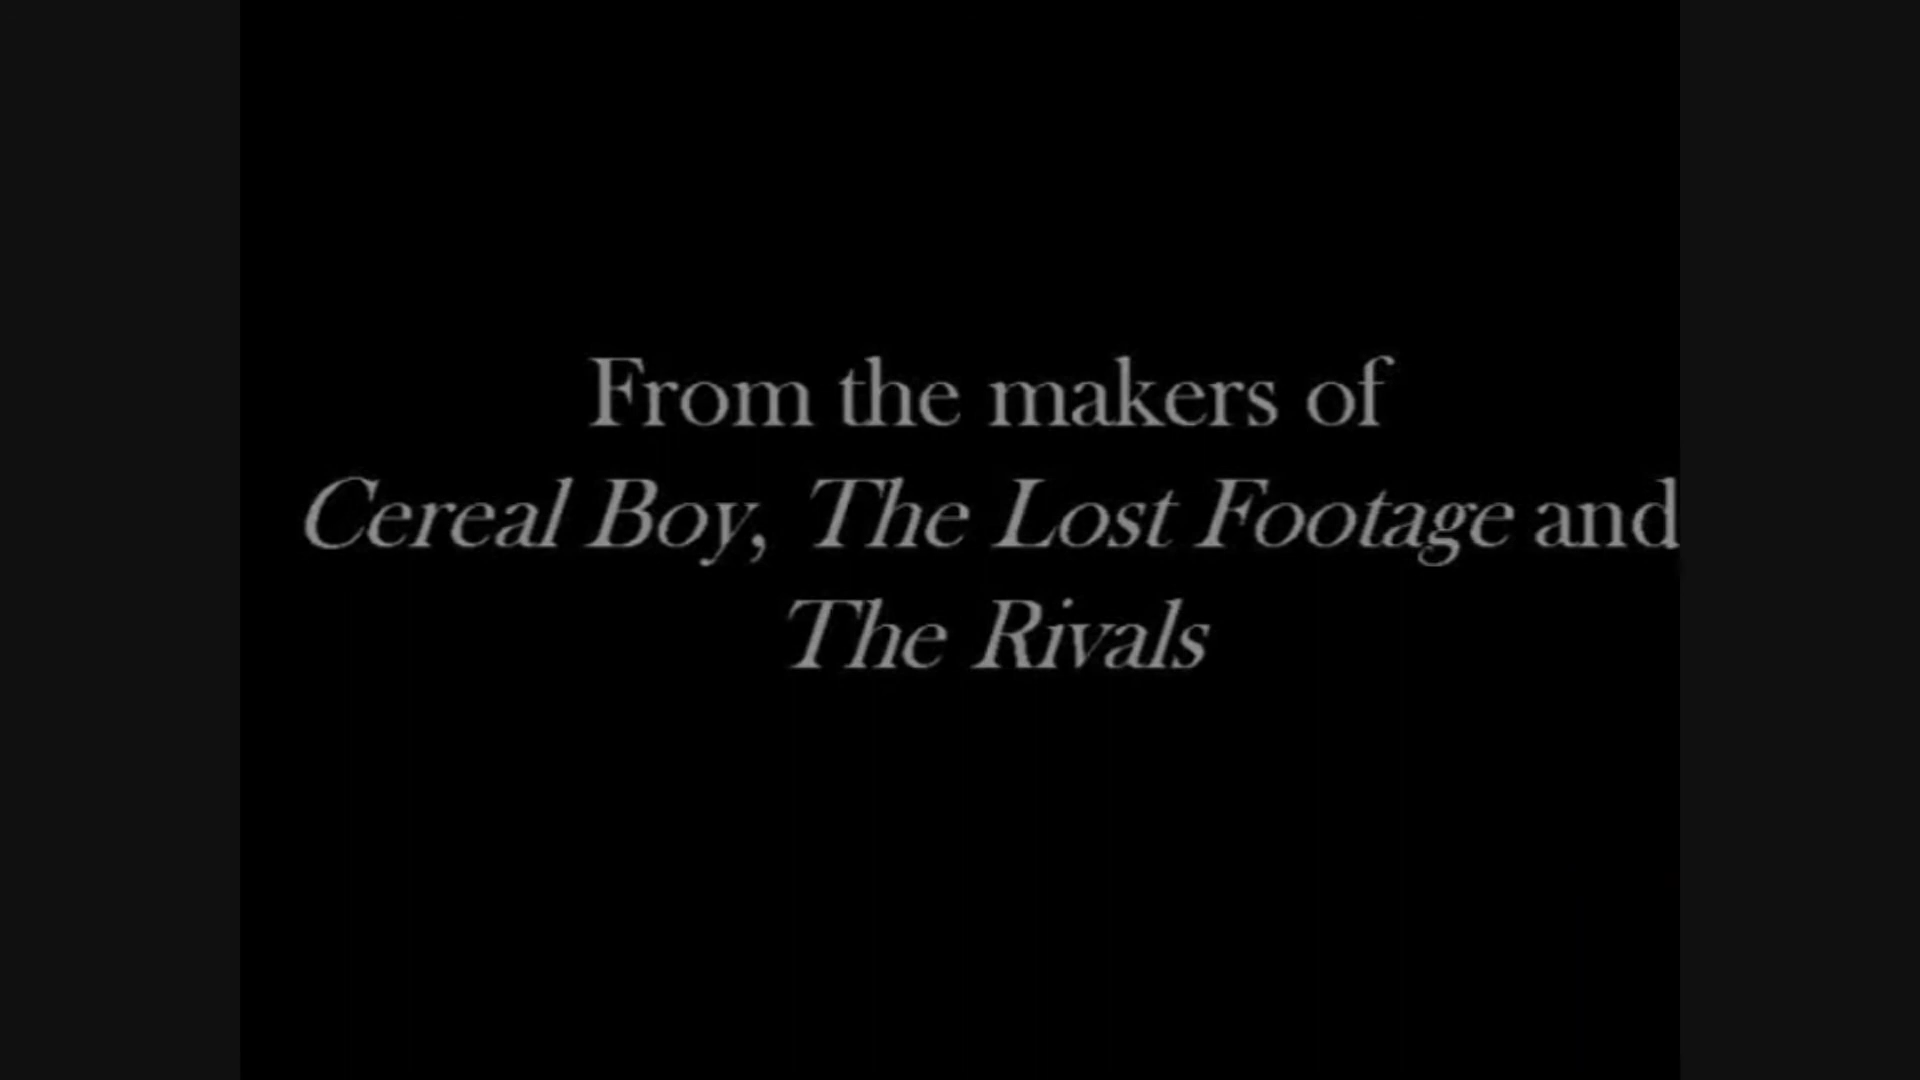 From the makers of
Cereal Boy, The Lost Footage and
The Rivals